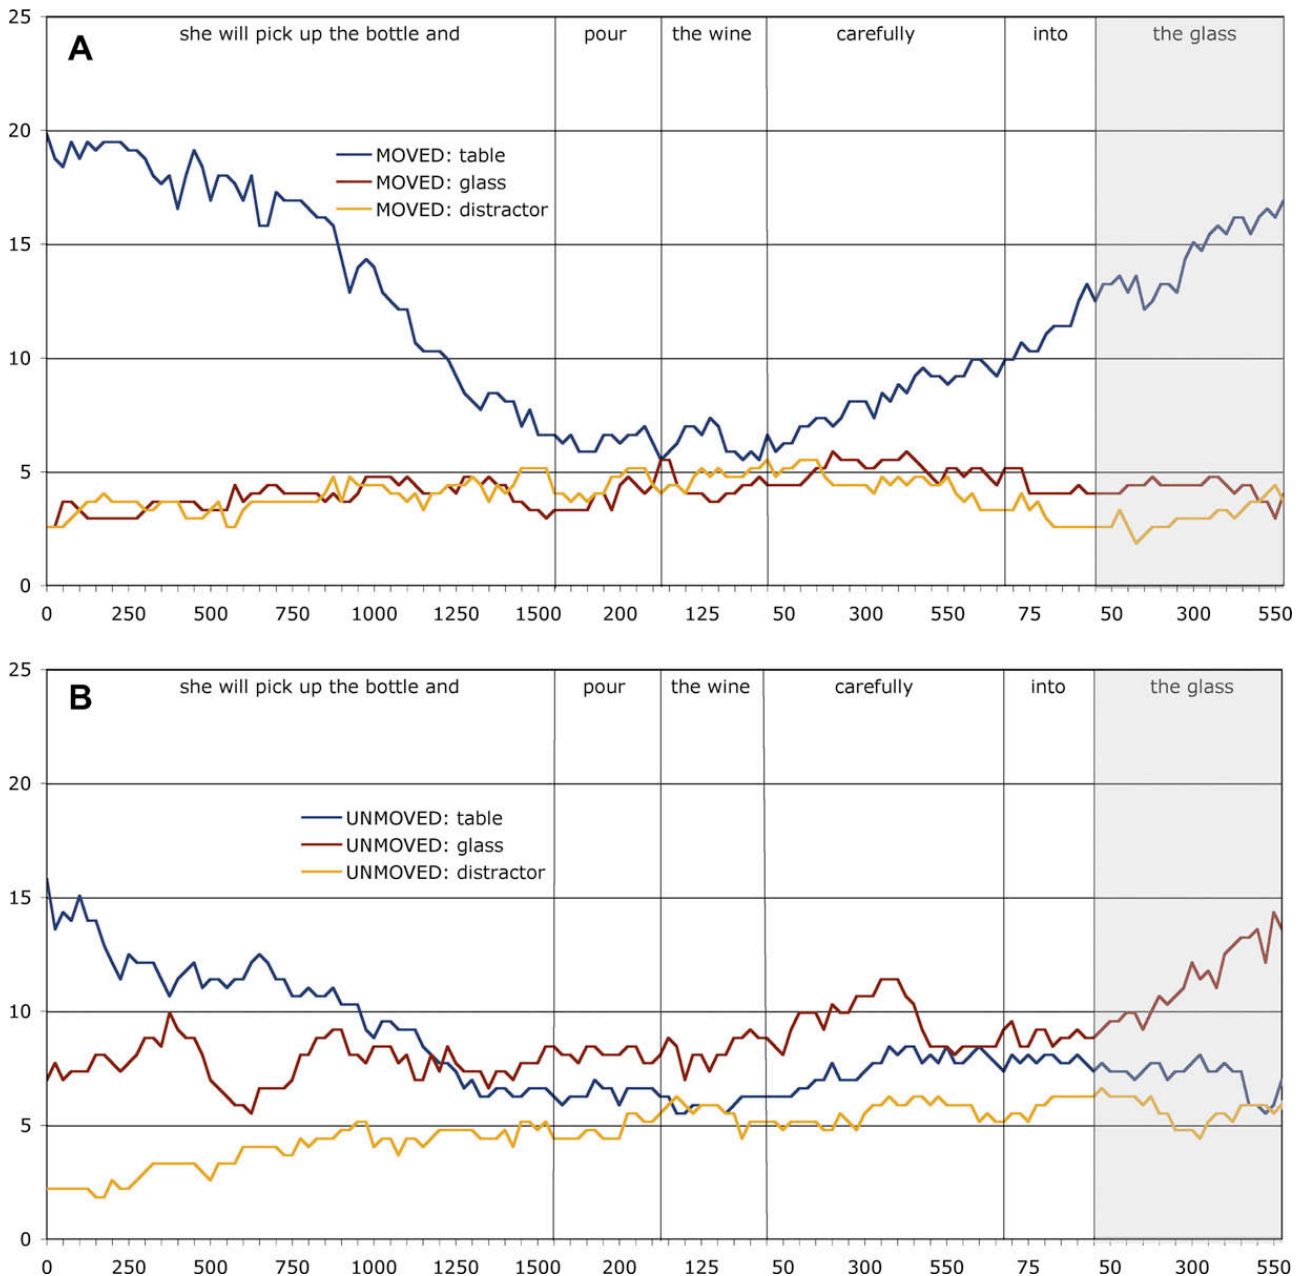 25
she will pick up the bottle and pour the wine carefully into the glass
A
20
MOVED: table
MOVED: glass
MOVED: distractor
15
10
5
0
0 250 500 750 1000 1250 1500 200 125 50 300 550 75 50 300 550
25
she will pick up the bottle and pour the wine carefully into the glass
B
20
UNMOVED: table
UNMOVED: glass
UNMOVED: distractor
15
10
5
0
0 250 500 750 1000 1250 1500 200 125 50 300 550 75 50 300 550